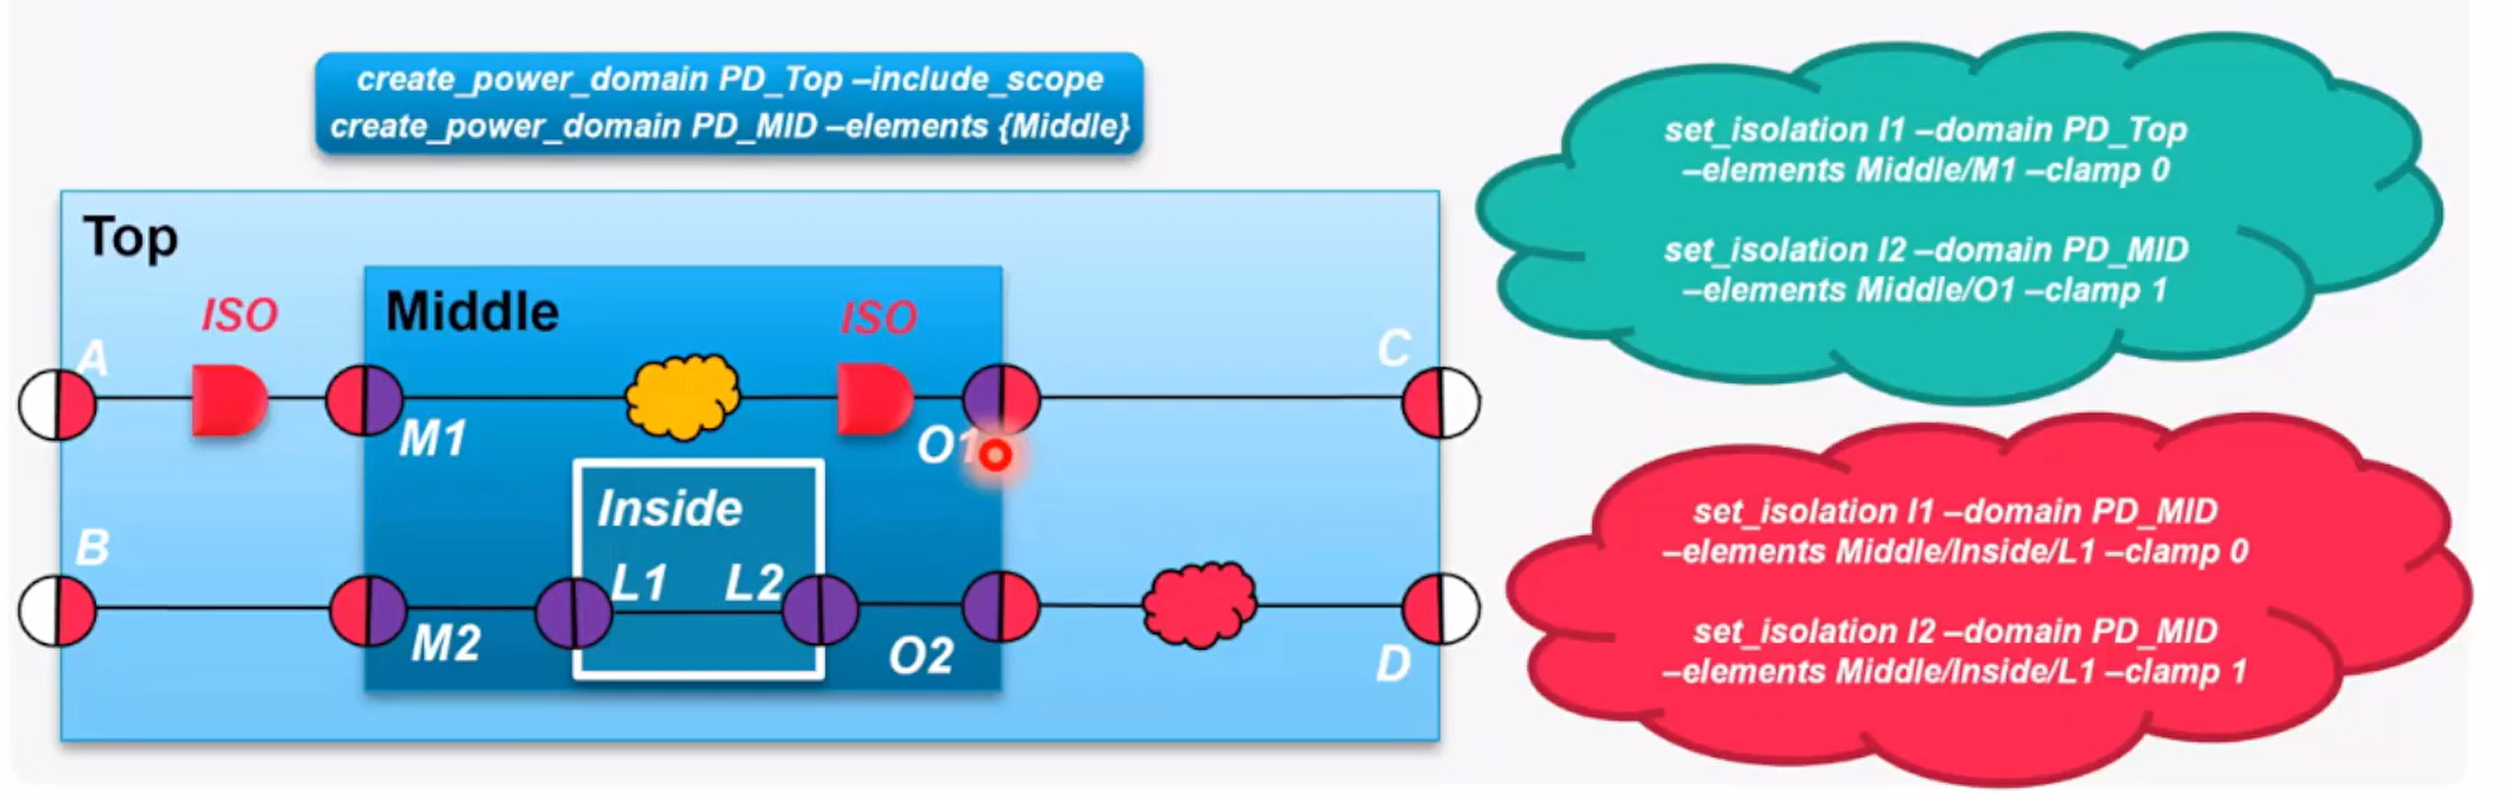 create_power_domain PD_Top –include_scope
create_power_domain PD_MID –elements {Middle}
Top
Middle
ISO
ISO
A
M1
O1
C
B
M2
Inside
L1
L2
O2
D
set_isolation I1 –domain PD_Top
–elements Middle/M1 –clamp 0
set_isolation I2 –domain PD_MID
–elements Middle/O1 –clamp 1
set_isolation I1 –domain PD_MID
–elements Middle/Inside/L1 –clamp 0
set_isolation I2 –domain PD_MID
–elements Middle/Inside/L1 –clamp 1